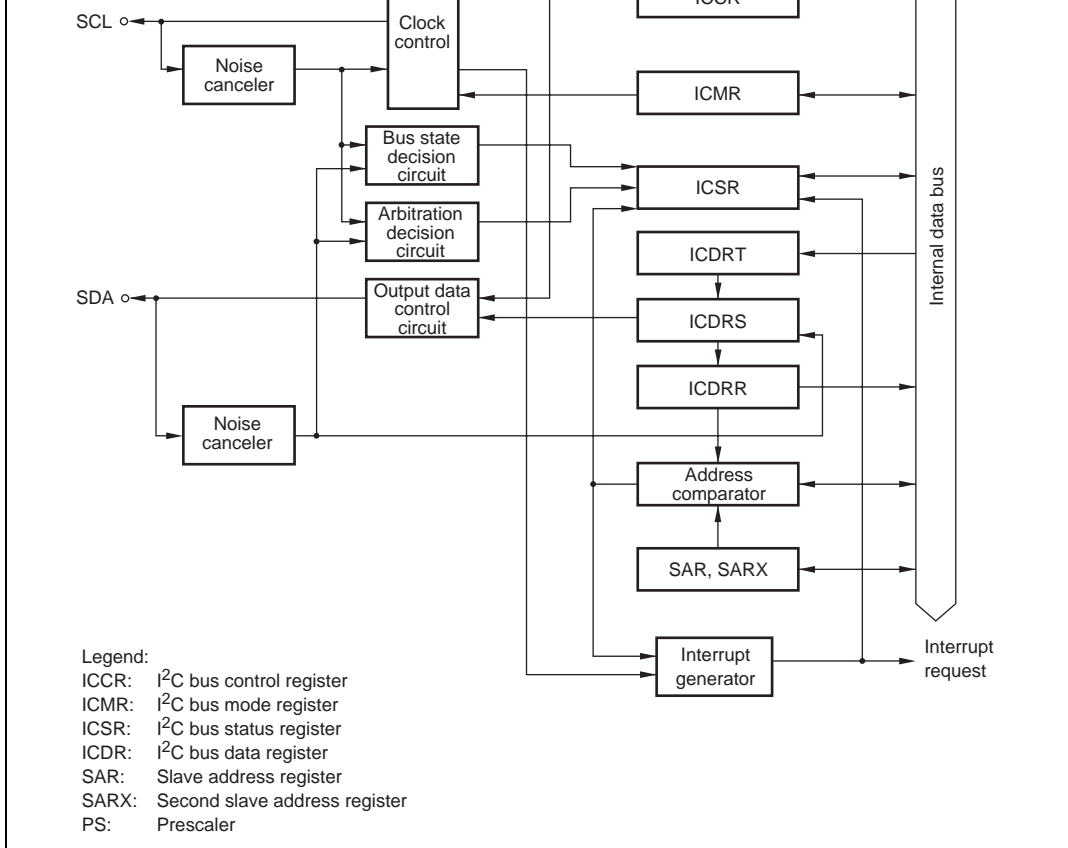 ICCR
SCL
Clock
control
Noise
canceler
ICMR
Bus state
decision
circuit
ICSR
Internal data bus
Arbitration
decision
circuit
ICDRT
SDA
Output data
control
circuit
ICDRS
ICDRR
Noise
canceler
Address
comparator
SAR, SARX
Interrupt
generator
Interrupt
request
Legend:
ICCR: I²C bus control register
ICMR: I²C bus mode register
ICSR: I²C bus status register
ICDR: I²C bus data register
SAR: Slave address register
SARX: Second slave address register
PS: Prescaler